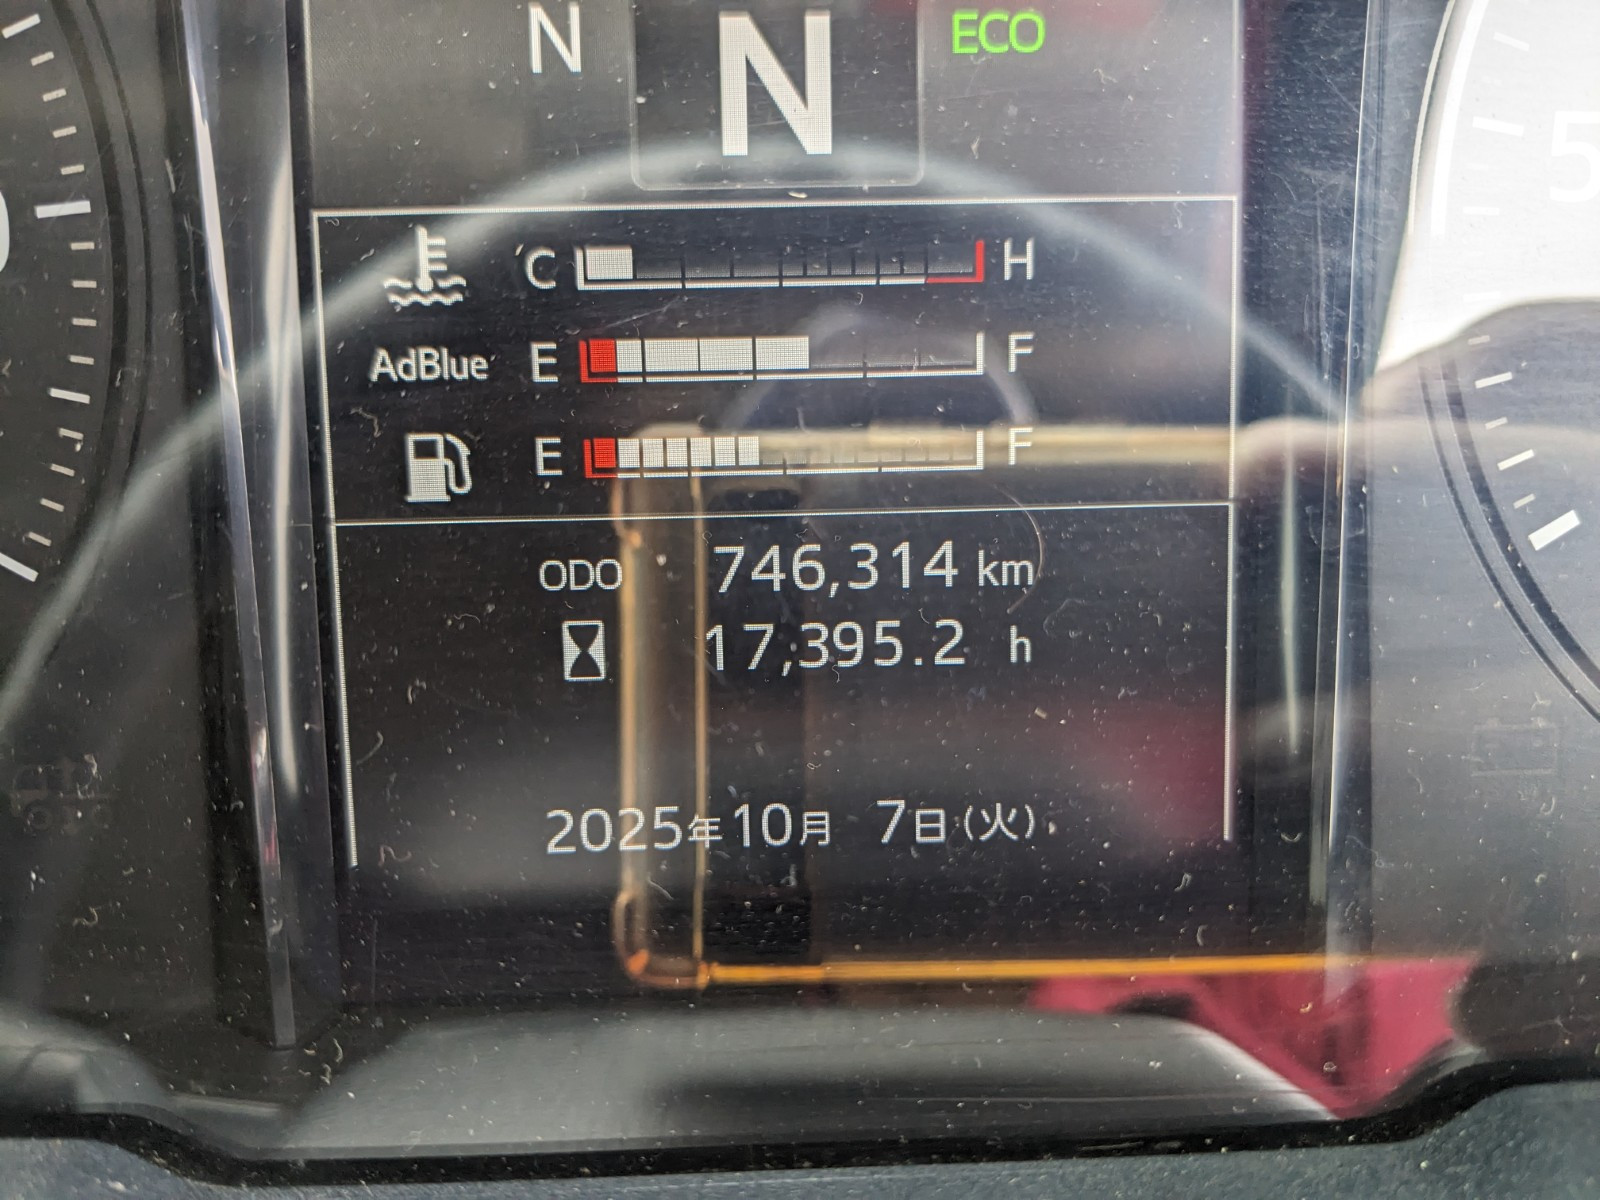 N N ECO
C H
AdBlue E F
E F
ODO 746,314 km
17,395.2 h
2025年10月 7日(火)
5